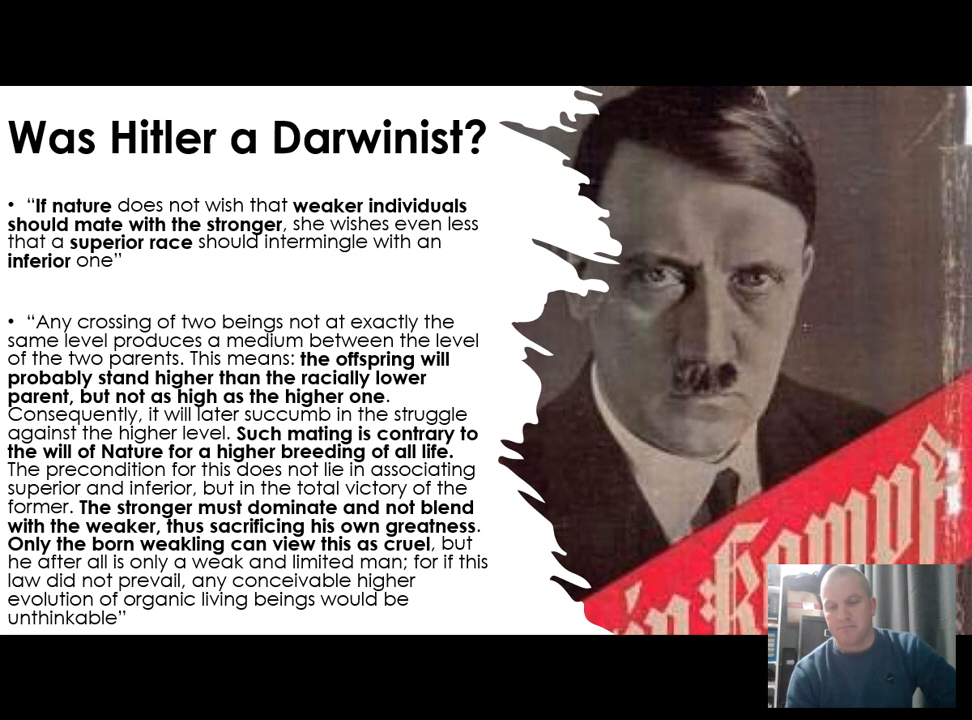 Was Hitler a Darwinist?
• “If nature does not wish that weaker individuals
should mate with the stronger, she wishes even less
that a superior race should intermingle with an
inferior one”
• “Any crossing of two beings not at exactly the
same level produces a medium between the level
of the two parents. This means: the offspring will
probably stand higher than the racially lower
parent, but not as high as the higher one.
Consequently, it will later succumb in the struggle
against the higher level. Such mating is contrary to
the will of Nature for a higher breeding of all life.
The precondition for this does not lie in associating
superior and inferior, but in the total victory of the
former. The stronger must dominate and not blend
with the weaker, thus sacrificing his own greatness.
Only the born weakling can view this as cruel, but
he after all is only a weak and limited man; for if this
law did not prevail, any conceivable higher
evolution of organic living beings would be
unthinkable”
in Kampf